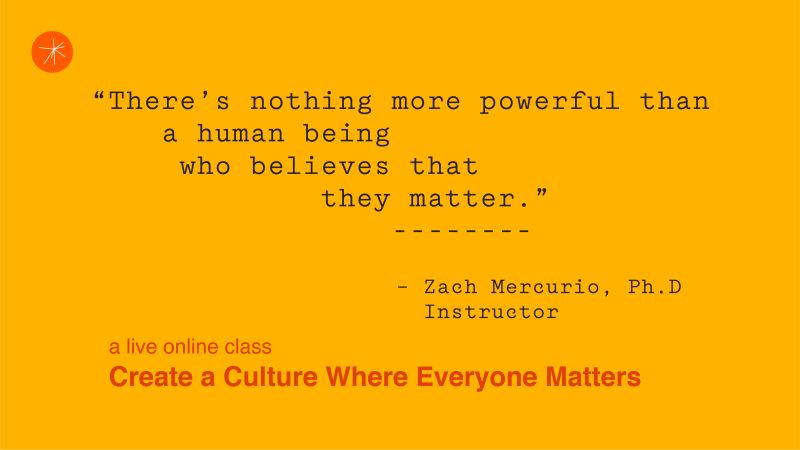 “There’s nothing more powerful than
a human being
who believes that
they matter.”
--------
– Zach Mercurio, Ph.D
Instructor
a live online class
Create a Culture Where Everyone Matters